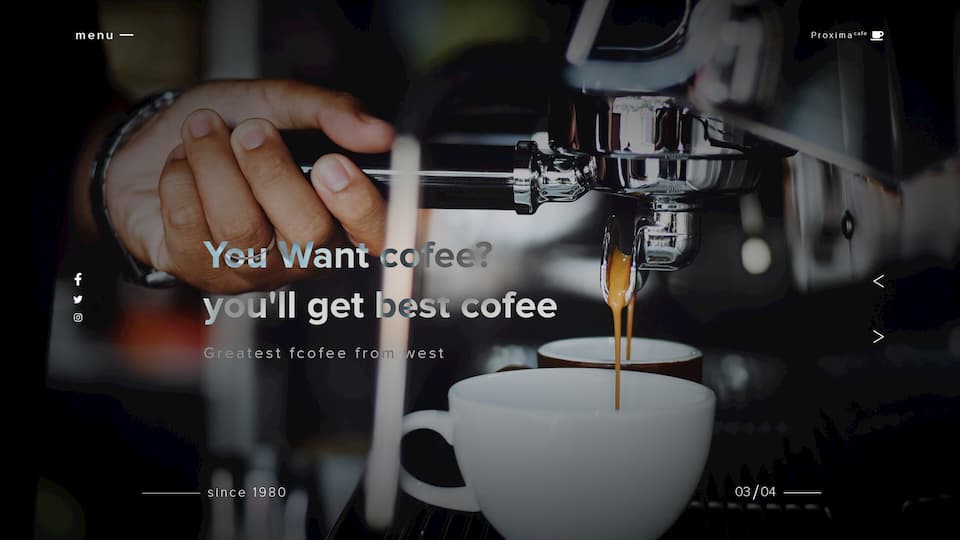 menu
Proxima cafe
You Want cofee?
you'll get best cofee
Greatest fcofee from west
since 1980
03/04